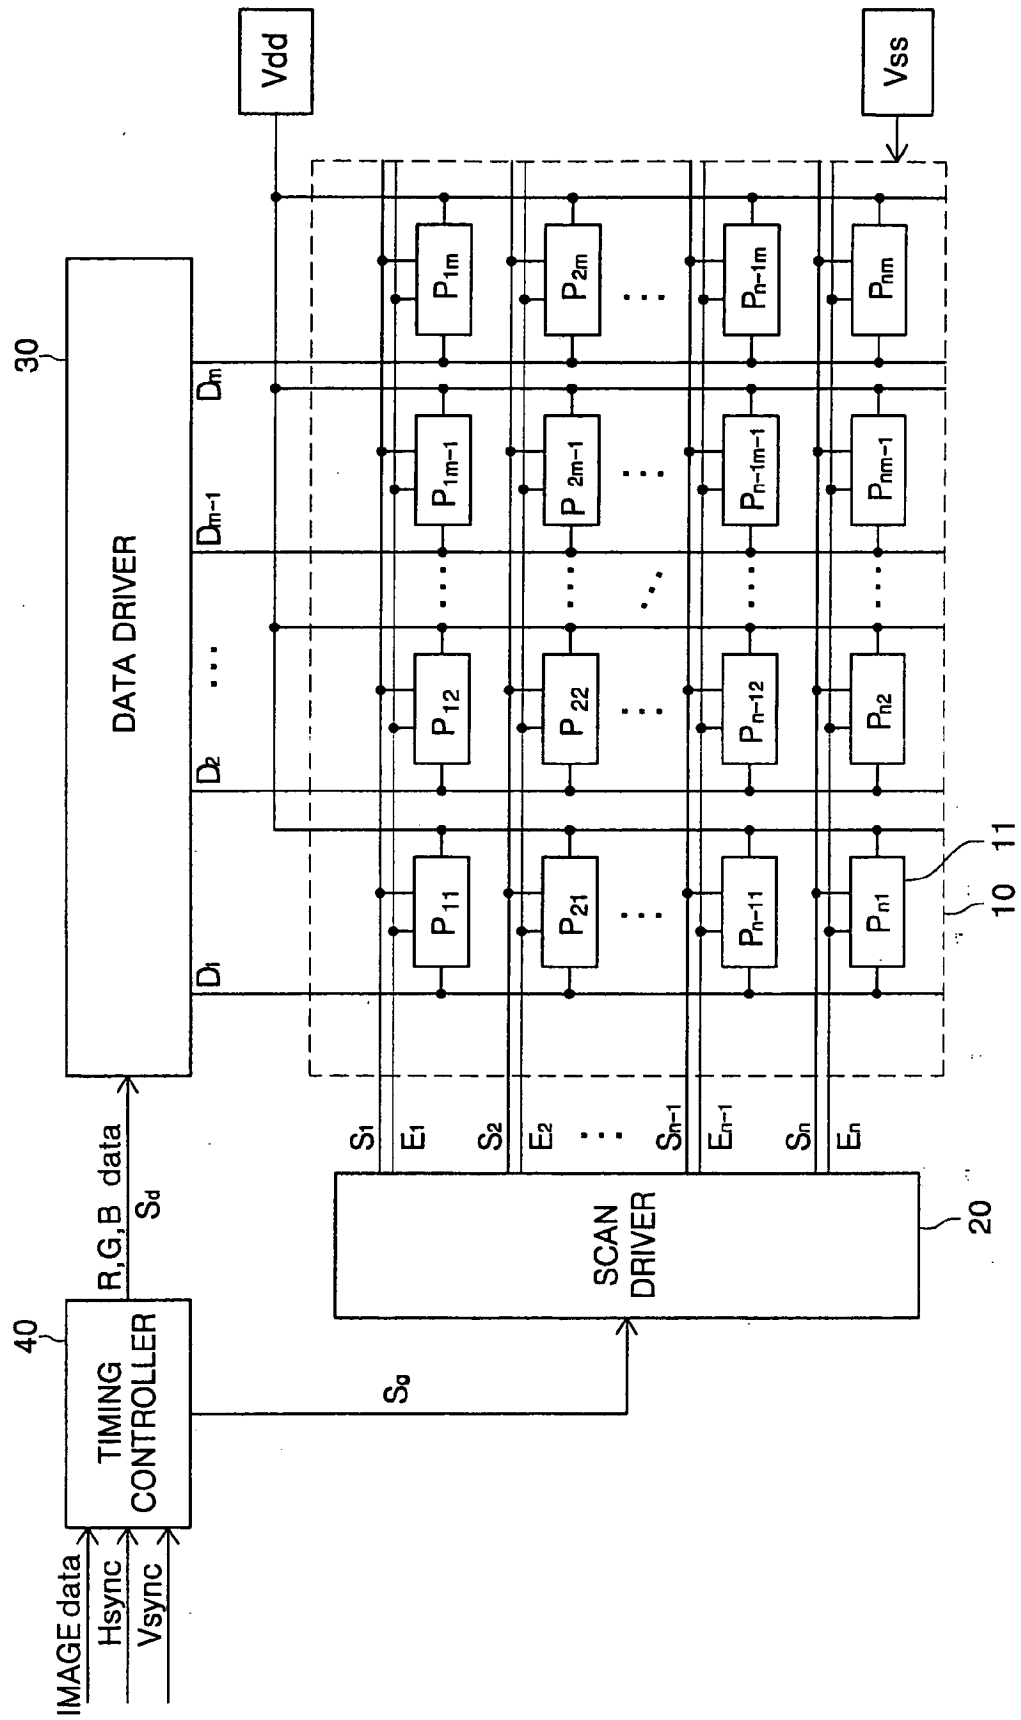 IMAGE data
Hsync
Vsync
40
TIMING
CONTROLLER
R,G,B data
Sd
Sg
30
DATA DRIVER
D1
D2
...
Dm-1
Dm
Vdd
SCAN
DRIVER
20
S1
E1
S2
E2
...
Sn-1
En-1
Sn
En
P11
P12
...
P1m-1
P1m
P21
P22
...
P2m-1
P2m
...
...
...
...
...
Pn-11
Pn-12
...
Pn-1m-1
Pn-1m
Pn1
Pn2
...
Pnm-1
Pnm
10
11
Vss